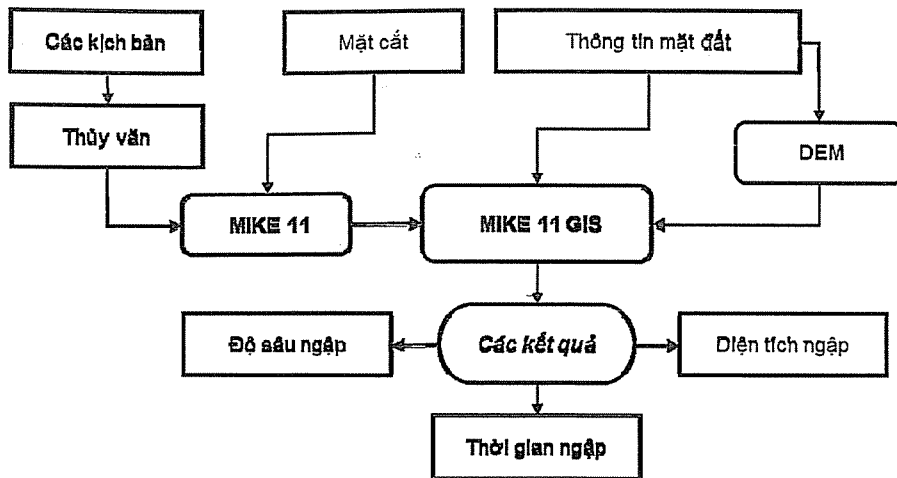 Các kịch bản
Mặt cắt
Thông tin mặt đất
Thủy văn
DEM
MIKE 11
MIKE 11 GIS
Độ sâu ngập
Các kết quả
Diện tích ngập
Thời gian ngập